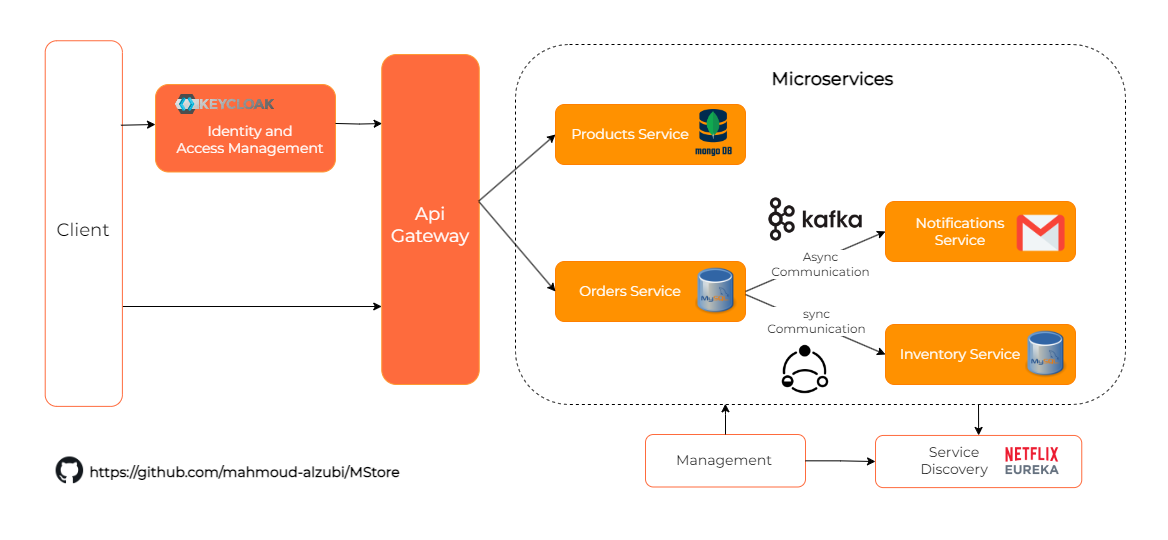 Microservices
KEYCLOAK
Identity and
Access Management
Client
Api
Gateway
Products Service
mongo DB
kafka
Notifications
Service
Async
Communication
Orders Service
MySQL
sync
Communication
Inventory Service
MySQL
Management
Service
Discovery
NETFLIX
EUREKA
https://github.com/mahmoud-alzubi/MStore